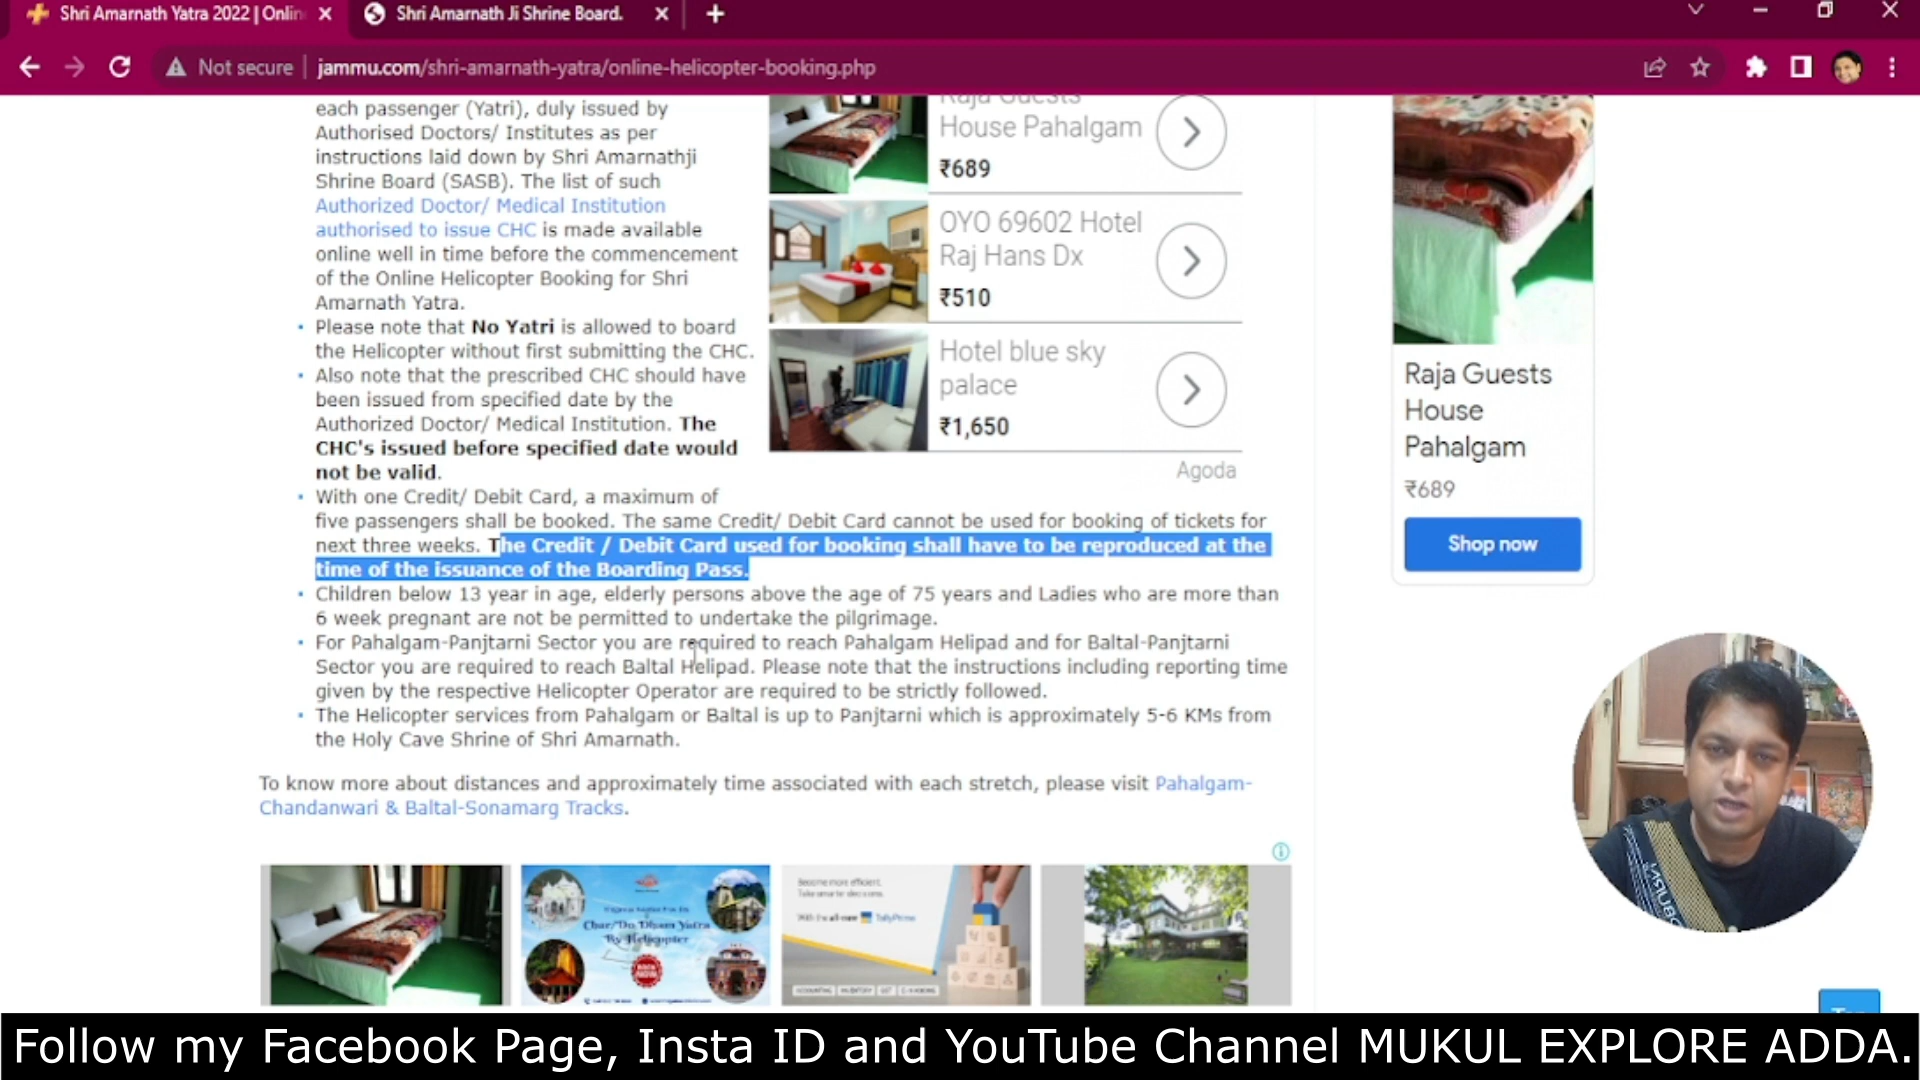 Shri Amarnath Yatra 2022 | Onlin
Shri Amarnath Ji Shrine Board.
Not secure
jammu.com/shri-amarnath-yatra/online-helicopter-booking.php
each passenger (Yatri), duly issued by
Authorised Doctors/ Institutes as per
instructions laid down by Shri Amarnathji
Shrine Board (SASB). The list of such
Authorized Doctor/ Medical Institution
authorised to issue CHC is made available
online well in time before the commencement
of the Online Helicopter Booking for Shri
Amarnath Yatra.
Please note that No Yatri is allowed to board
the Helicopter without first submitting the CHC.
Also note that the prescribed CHC should have
been issued from specified date by the
Authorized Doctor/ Medical Institution. The
CHC's issued before specified date would
not be valid.
With one Credit/ Debit Card, a maximum of
five passengers shall be booked. The same Credit/ Debit Card cannot be used for booking of tickets for
next three weeks. The Credit / Debit Card used for booking shall have to be reproduced at the
time of the issuance of the Boarding Pass.
Children below 13 year in age, elderly persons above the age of 75 years and Ladies who are more than
6 week pregnant are not be permitted to undertake the pilgrimage.
For Pahalgam-Panjtarni Sector you are required to reach Pahalgam Helipad and for Baltal-Panjtarni
Sector you are required to reach Baltal Helipad. Please note that the instructions including reporting time
given by the respective Helicopter Operator are required to be strictly followed.
The Helicopter services from Pahalgam or Baltal is up to Panjtarni which is approximately 5-6 KMs from
the Holy Cave Shrine of Shri Amarnath.
To know more about distances and approximately time associated with each stretch, please visit Pahalgam-
Chandanwari & Baltal-Sonamarg Tracks.
Raja Guests
House Pahalgam
₹689
OYO 69602 Hotel
Raj Hans Dx
₹510
Hotel blue sky
palace
₹1,650
Agoda
Raja Guests
House
Pahalgam
₹689
Shop now
Char/Do Dham Yatra
By Helicopter
Become more efficient.
With the all-new TallyPrime
Follow my Facebook Page, Insta ID and YouTube Channel MUKUL EXPLORE ADDA.